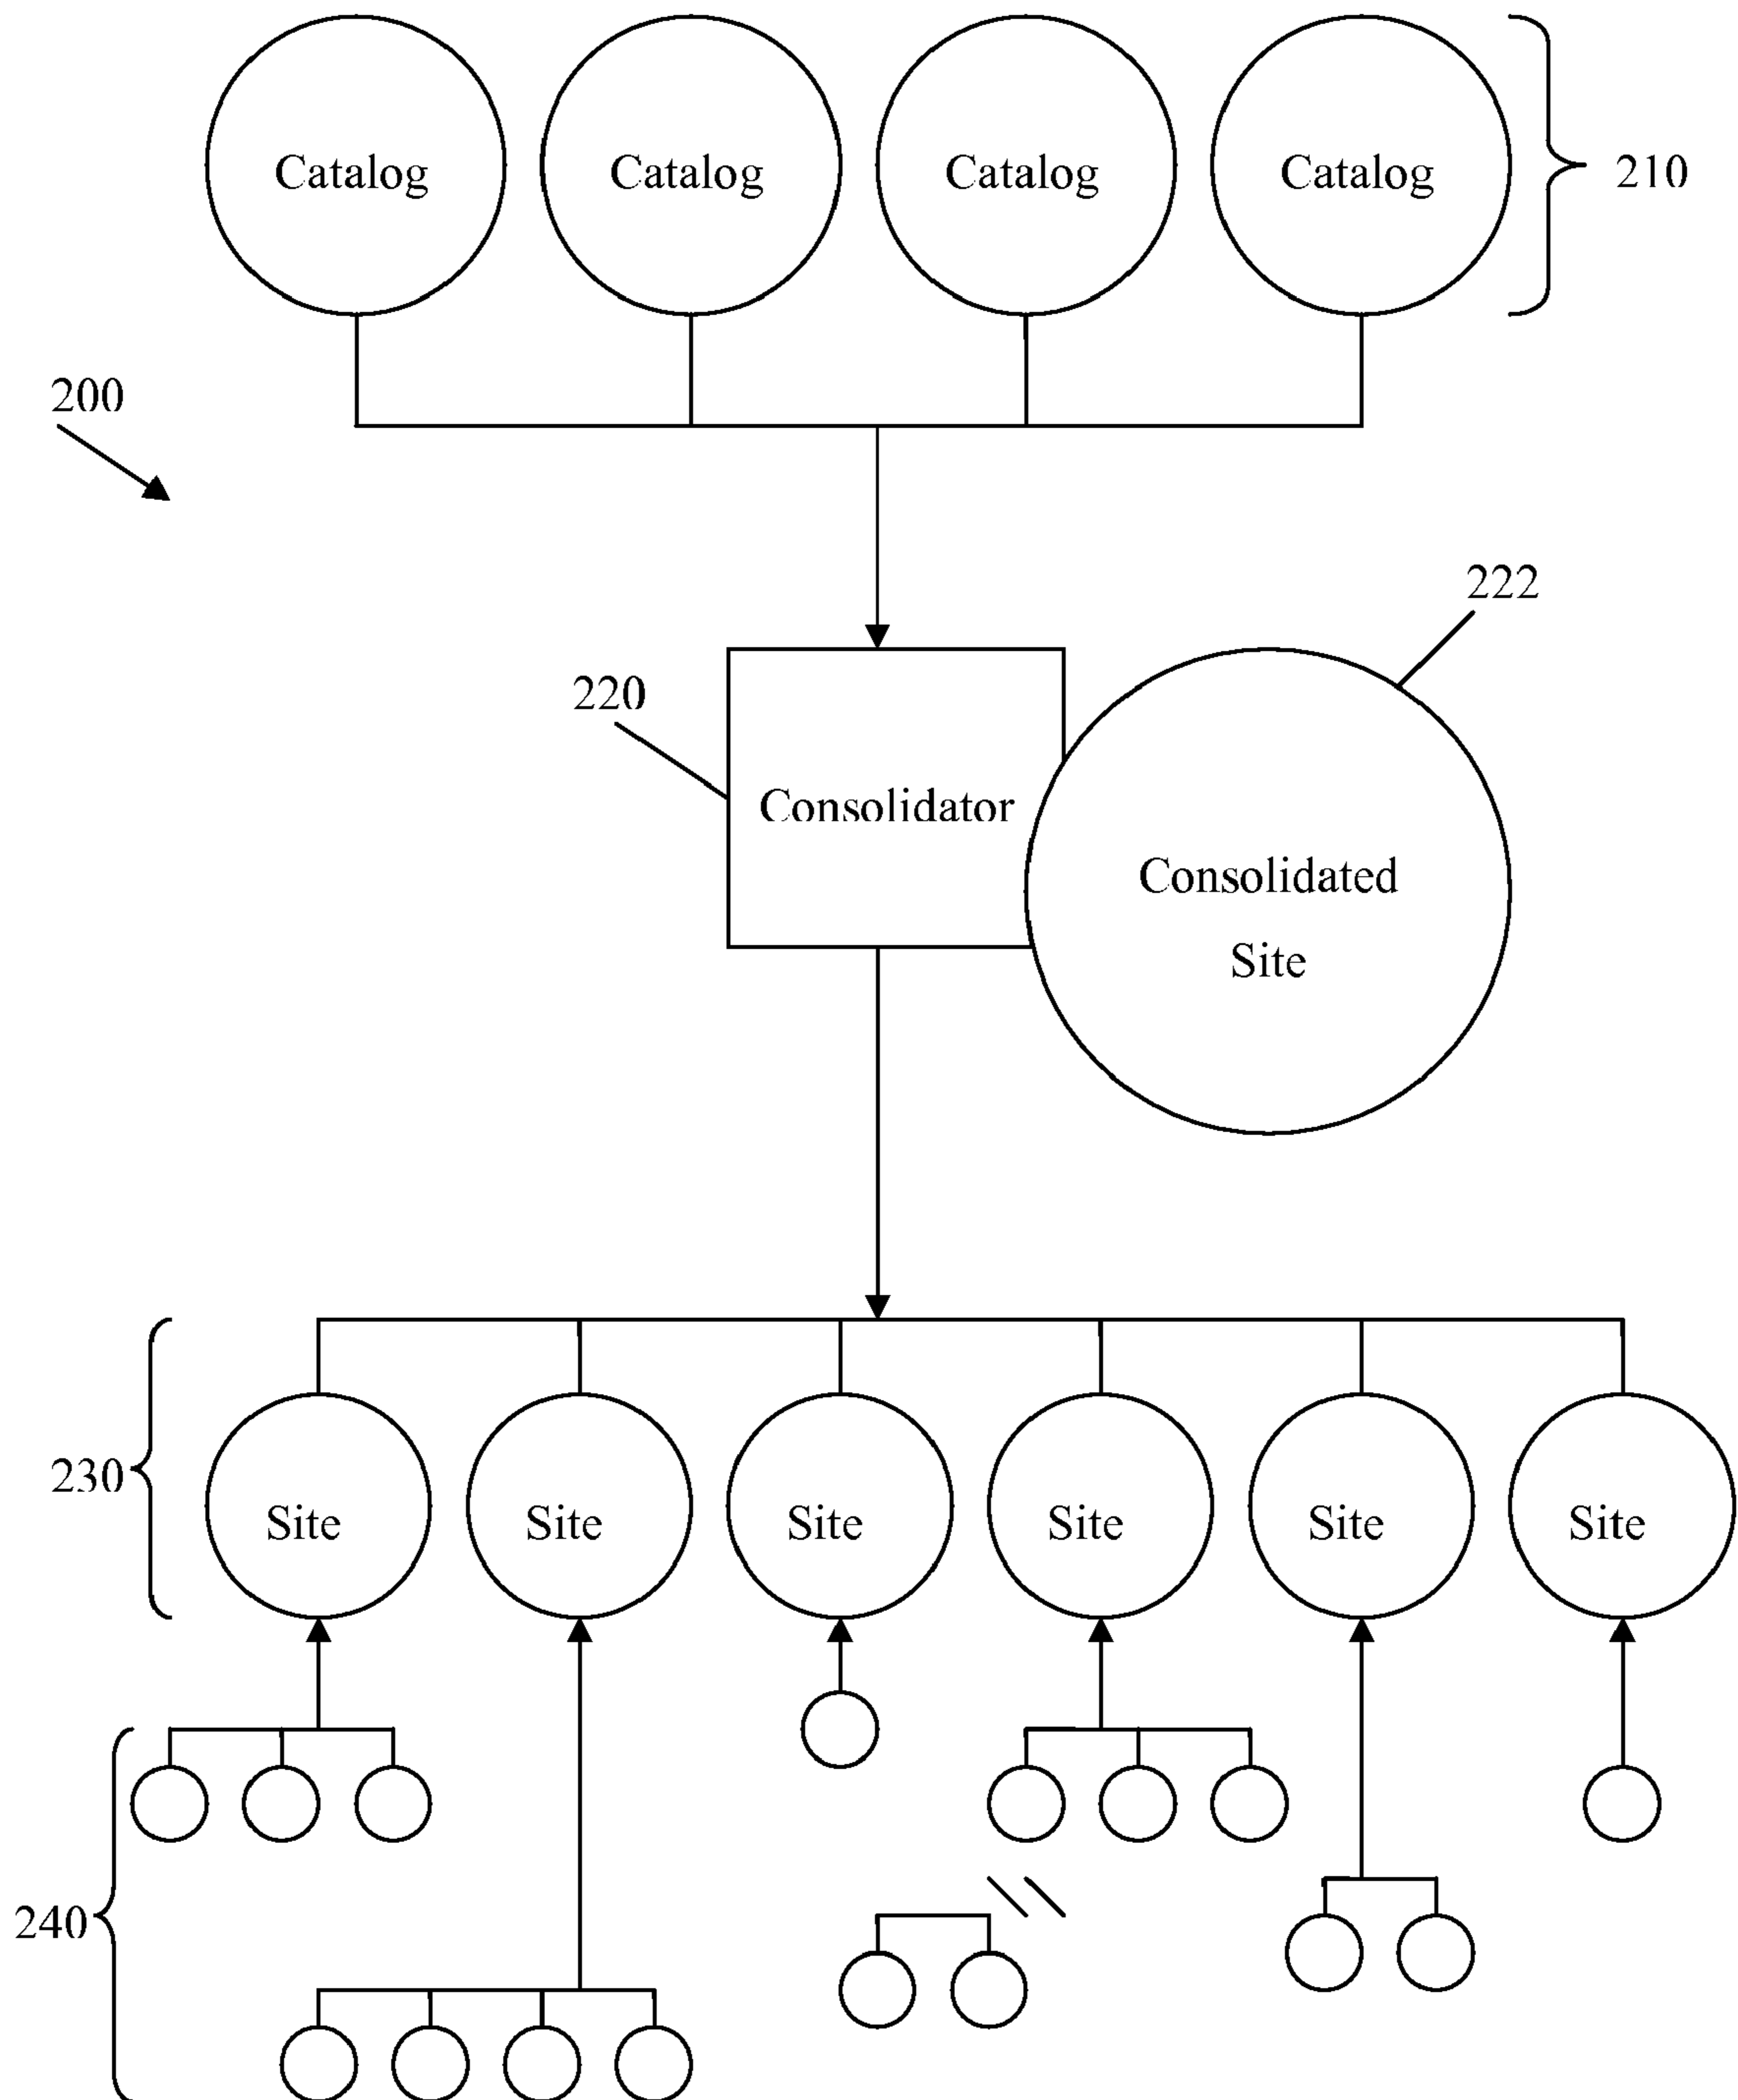 Catalog
Catalog
Catalog
Catalog
210
200
222
220
Consolidator
Consolidated
Site
230
Site
Site
Site
Site
Site
Site
240